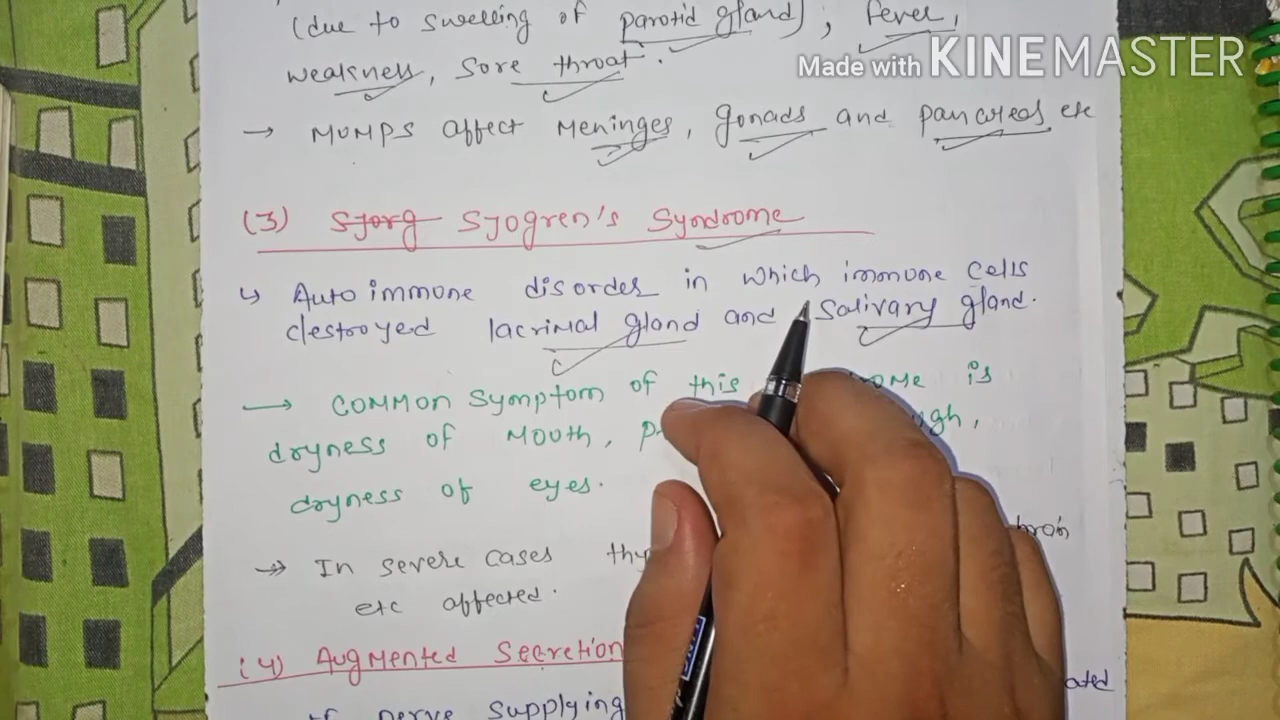 (due to swelling of parotid gland), fever,
Made with KINEMASTER
weakness, sore throat.
→ MUMPS affect Meninges, gonads and pancreas etc
(3) Sjorg Sjogren's Syndrome
↳ Auto immune disorder in which immune cells
destroyed lacrimal gland and salivary gland.
→ COMMON Symptom of this is
dryness of Mouth,
dryness of eyes.
→ In severe cases
etc affected.
(4) Augmented Secretion
If nerve supplying